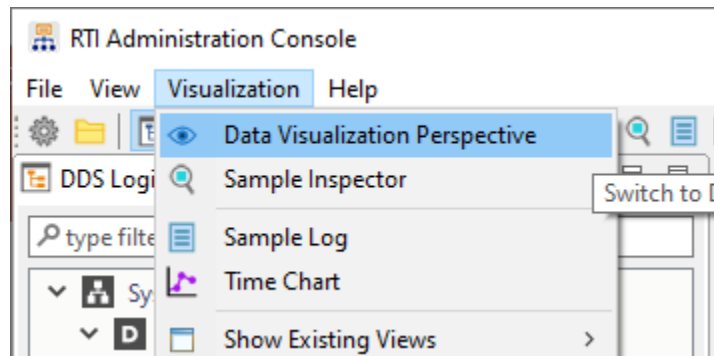 RTI Administration Console
File View Visualization Help
Data Visualization Perspective
DDS Logi
Sample Inspector
Switch to D
type filte
Sample Log
Sy
Time Chart
D
Show Existing Views